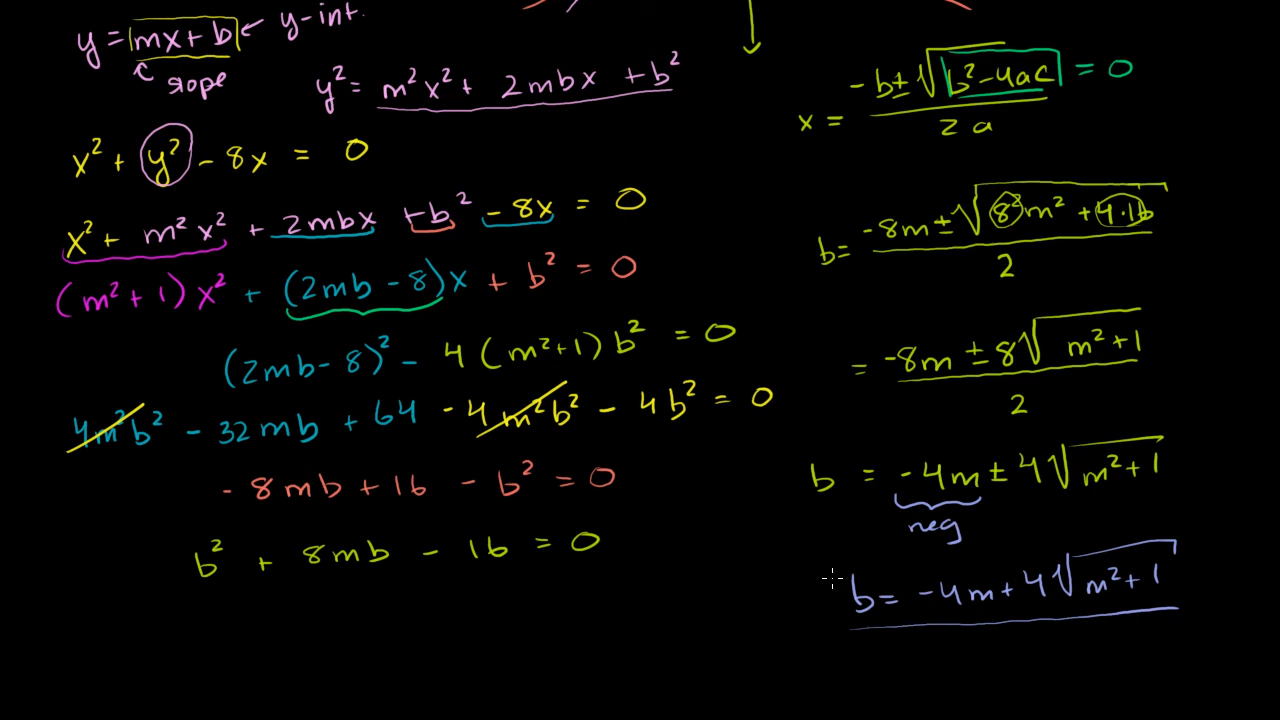 y = mx + b ← y-int.
slope
y² = m²x² + 2mbx + b²
x² + y² - 8x = 0
x² + m²x² + 2mbx + b² - 8x = 0
(m² + 1)x² + (2mb - 8)x + b² = 0
(2mb - 8)² - 4(m² + 1)b² = 0
4m²b² - 32mb + 64 - 4m²b² - 4b² = 0
- 8mb + 16 - b² = 0
b² + 8mb - 16 = 0
x = (-b ± √(b² - 4ac))/(2a) = 0
b = (-8m ± √(8²m² + 4·16))/2
= (-8m ± 8√(m² + 1))/2
b = -4m ± 4√(m² + 1)
neg
b = -4m + 4√(m² + 1)